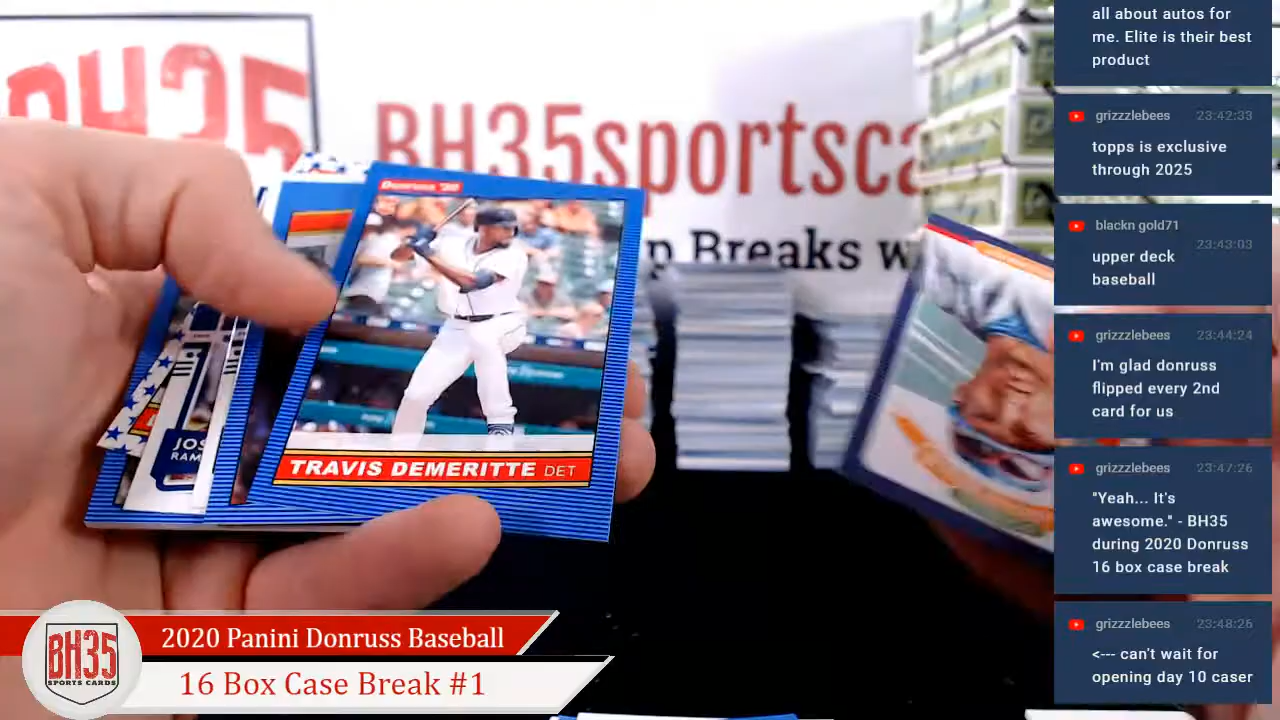 all about autos for
me. Elite is their best
product
grizzzlebees 23:42:33
topps is exclusive
through 2025
blackn gold71 23:43:03
upper deck
baseball
grizzzlebees 23:44:24
I'm glad donruss
flipped every 2nd
card for us
grizzzlebees 23:47:26
"Yeah... It's
awesome." - BH35
during 2020 Donruss
16 box case break
grizzzlebees 23:48:26
<--- can't wait for
opening day 10 caser
BH35
BH35sportsca
p Breaks w
Donruss '20
TRAVIS DEMERITTE DET
JOS
RAM
BH35
SPORTS CARDS
2020 Panini Donruss Baseball
16 Box Case Break #1